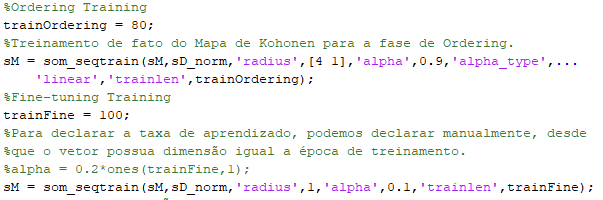 %Ordering Training
trainOrdering = 80;
%Treinamento de fato do Mapa de Kohonen para a fase de Ordering.
sM = som_seqtrain(sM,sD_norm,'radius',[4 1],'alpha',0.9,'alpha_type',...
'linear','trainlen',trainOrdering);
%Fine-tuning Training
trainFine = 100;
%Para declarar a taxa de aprendizado, podemos declarar manualmente, desde
%que o vetor possua dimensão igual a época de treinamento.
%alpha = 0.2*ones(trainFine,1);
sM = som_seqtrain(sM,sD_norm,'radius',1,'alpha',0.1,'trainlen',trainFine);